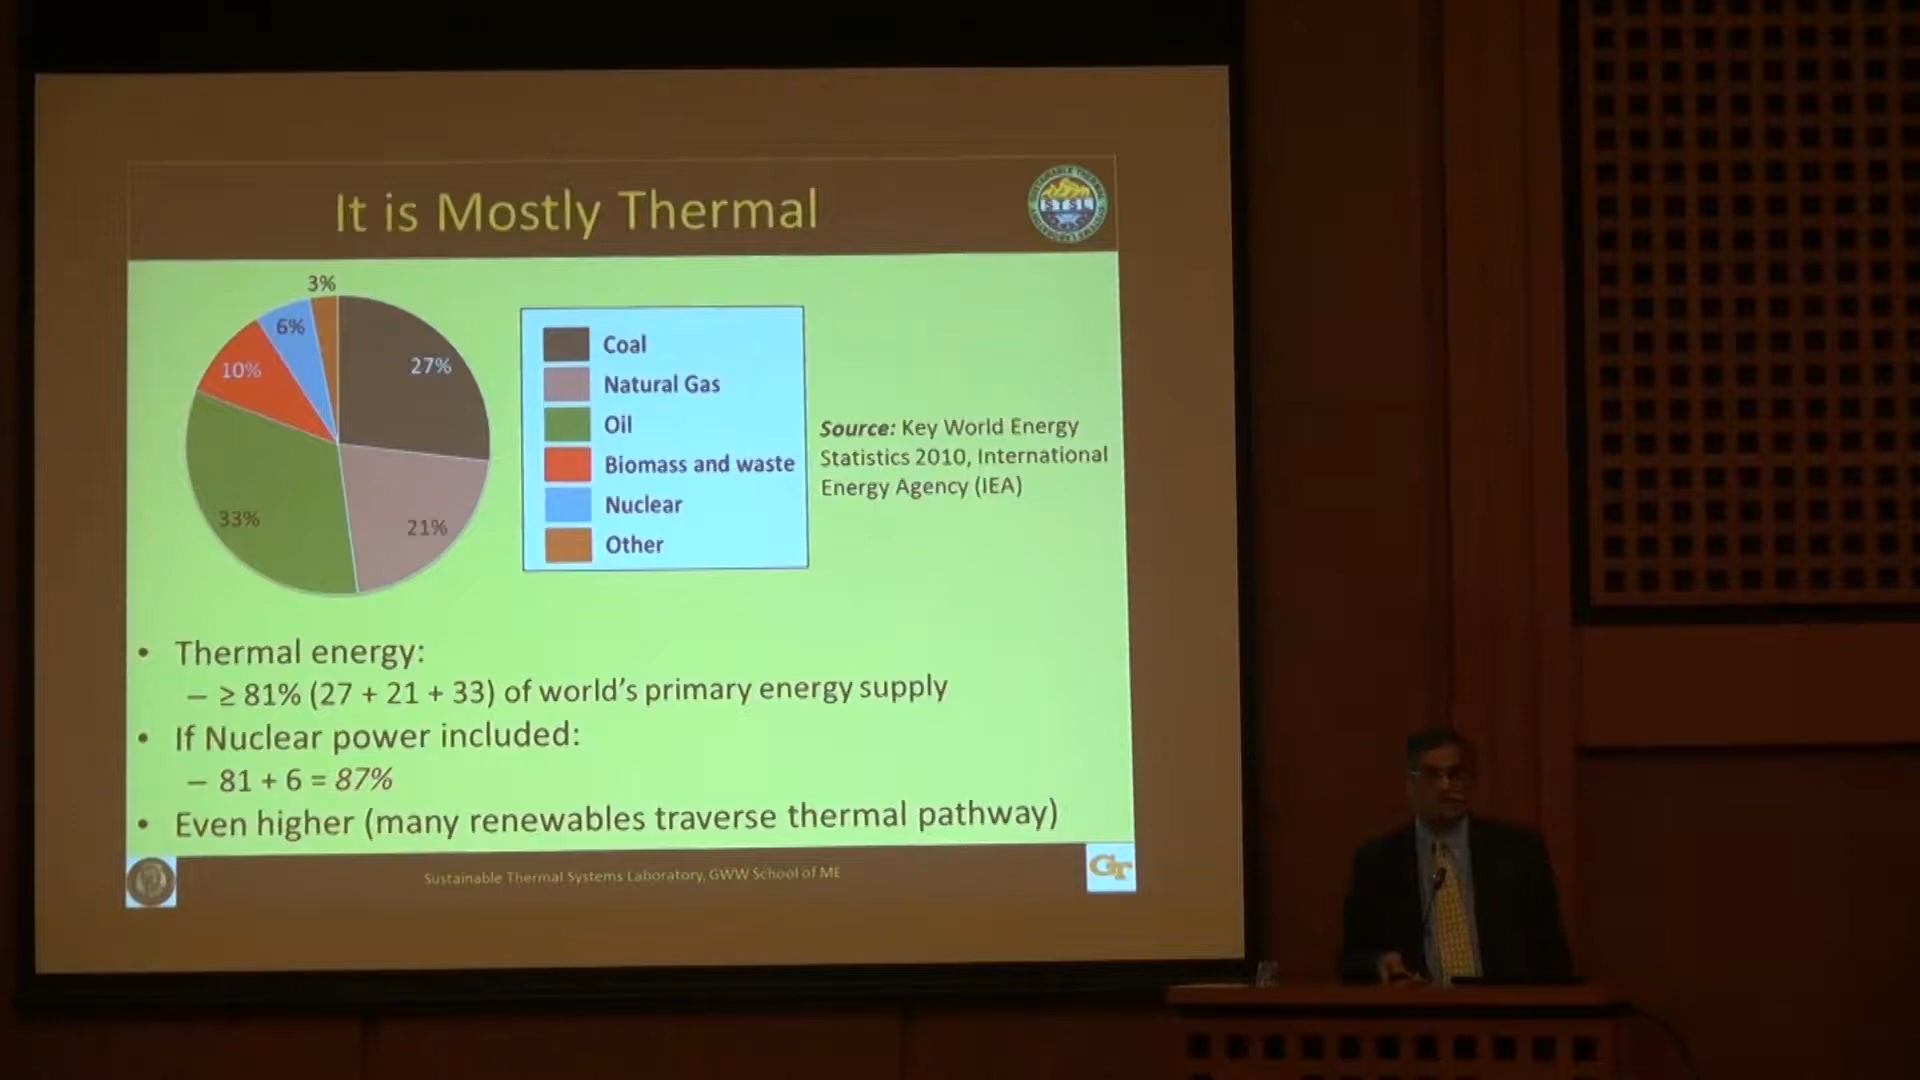 It is Mostly Thermal
STSL
3%
6%
27%
10%
33%
21%
Coal
Natural Gas
Oil
Biomass and waste
Nuclear
Other
Source: Key World Energy
Statistics 2010, International
Energy Agency (IEA)
• Thermal energy:
– ≥ 81% (27 + 21 + 33) of world's primary energy supply
• If Nuclear power included:
– 81 + 6 = 87%
• Even higher (many renewables traverse thermal pathway)
Sustainable Thermal Systems Laboratory, GWW School of ME
GT